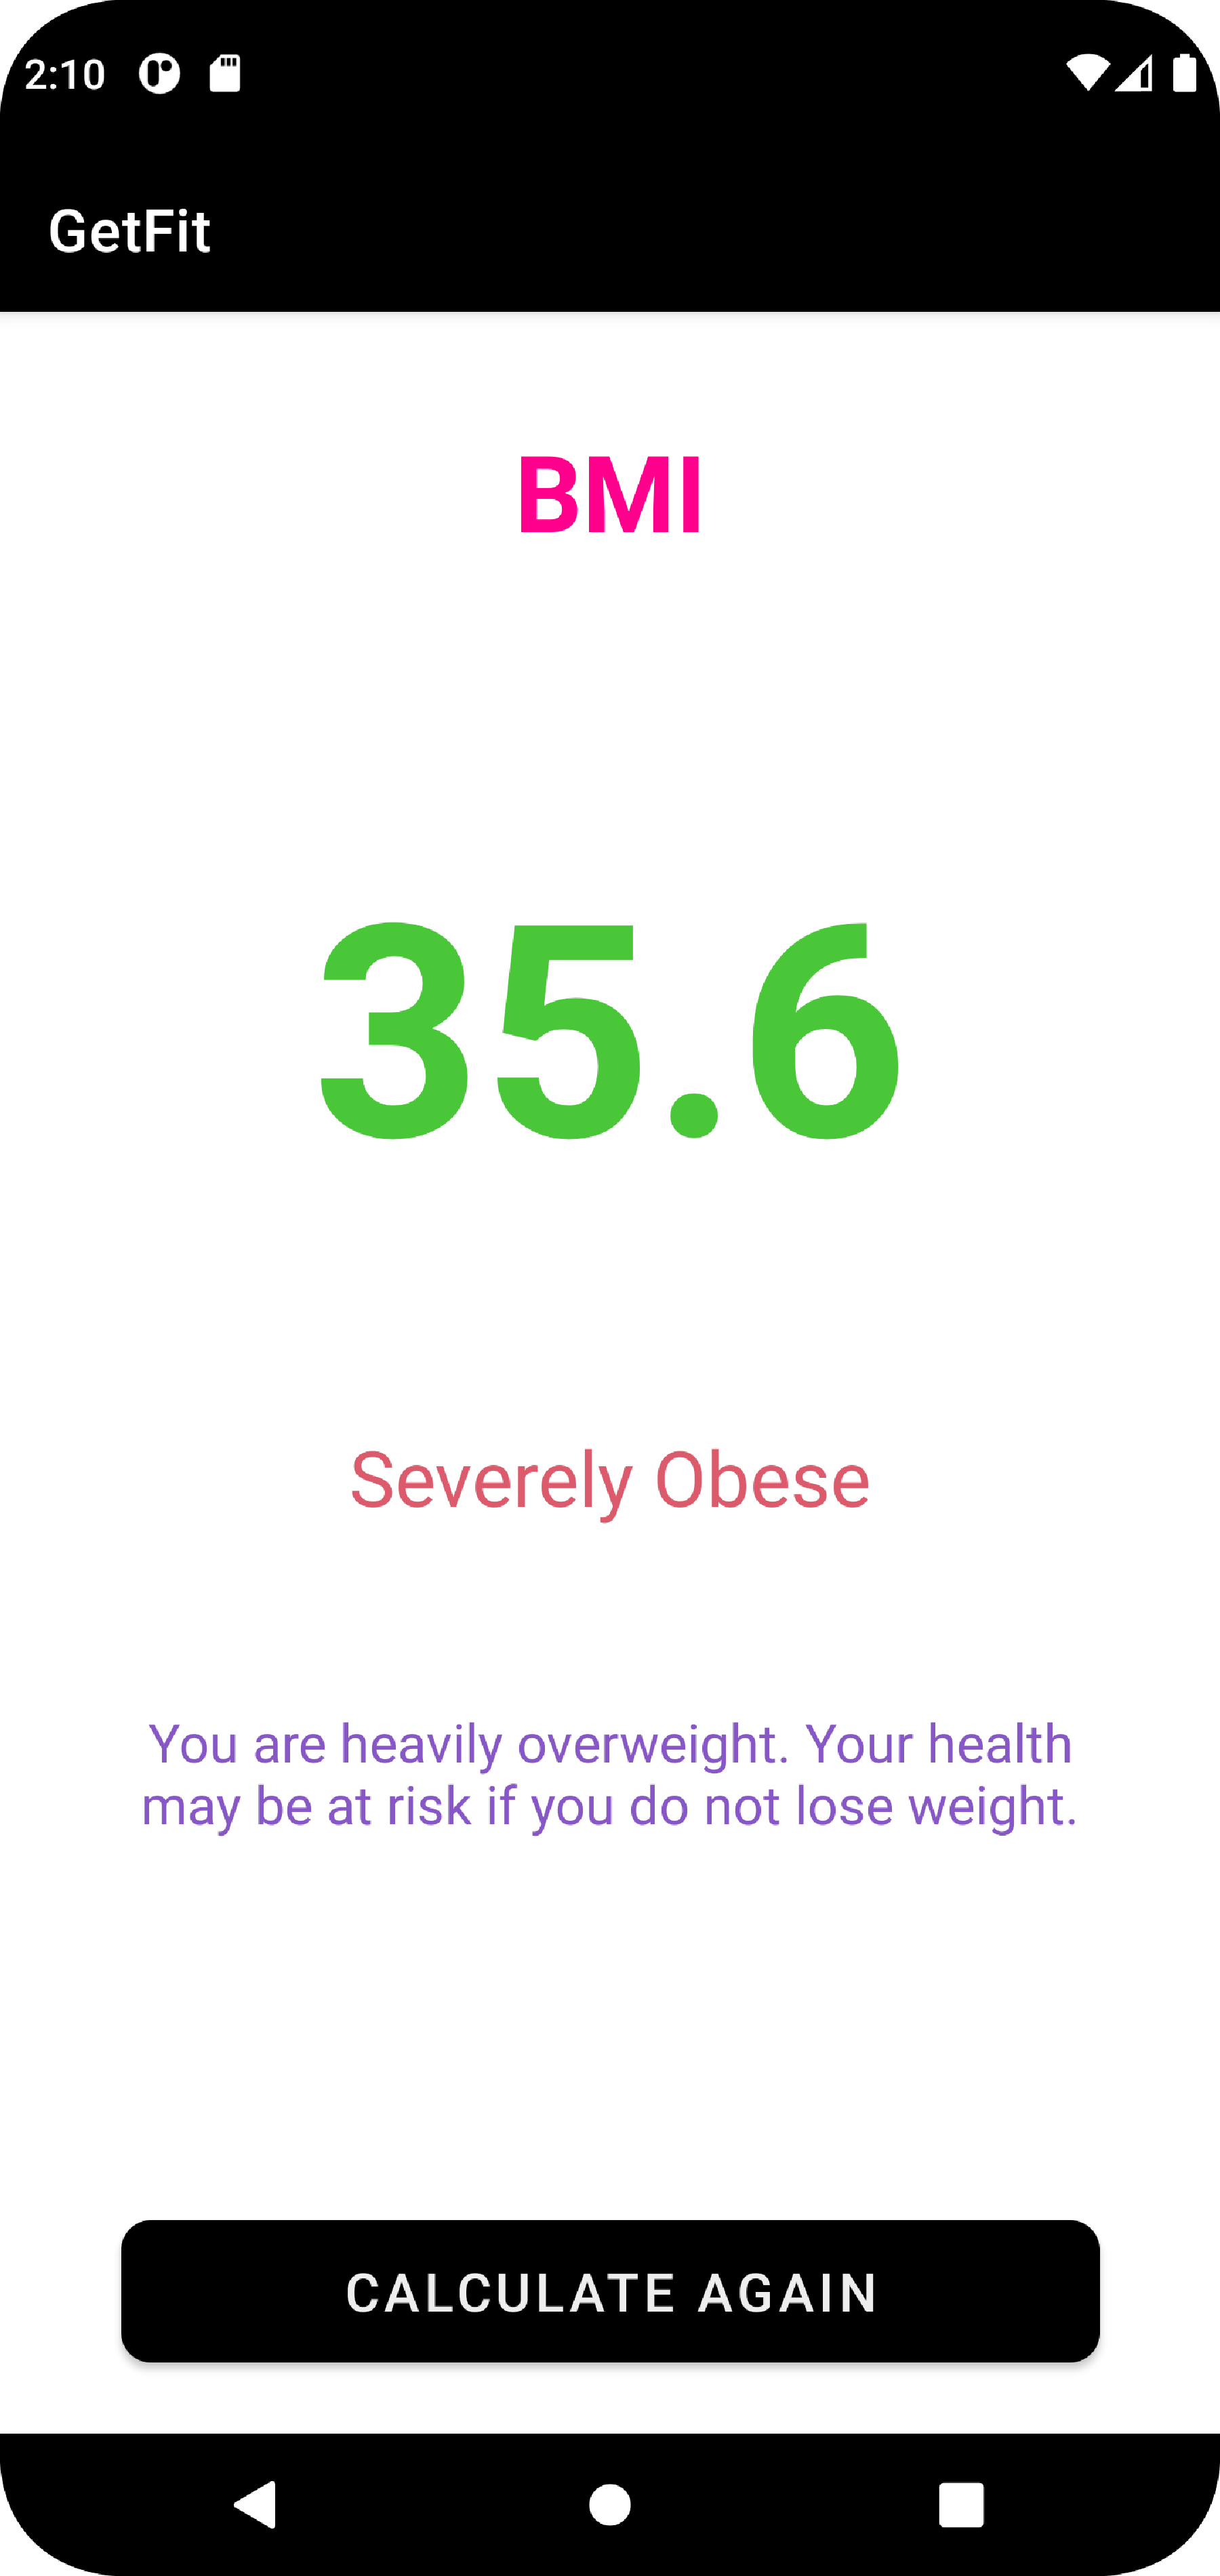 2:10
GetFit
BMI
35.6
Severely Obese
You are heavily overweight. Your health
may be at risk if you do not lose weight.
CALCULATE AGAIN